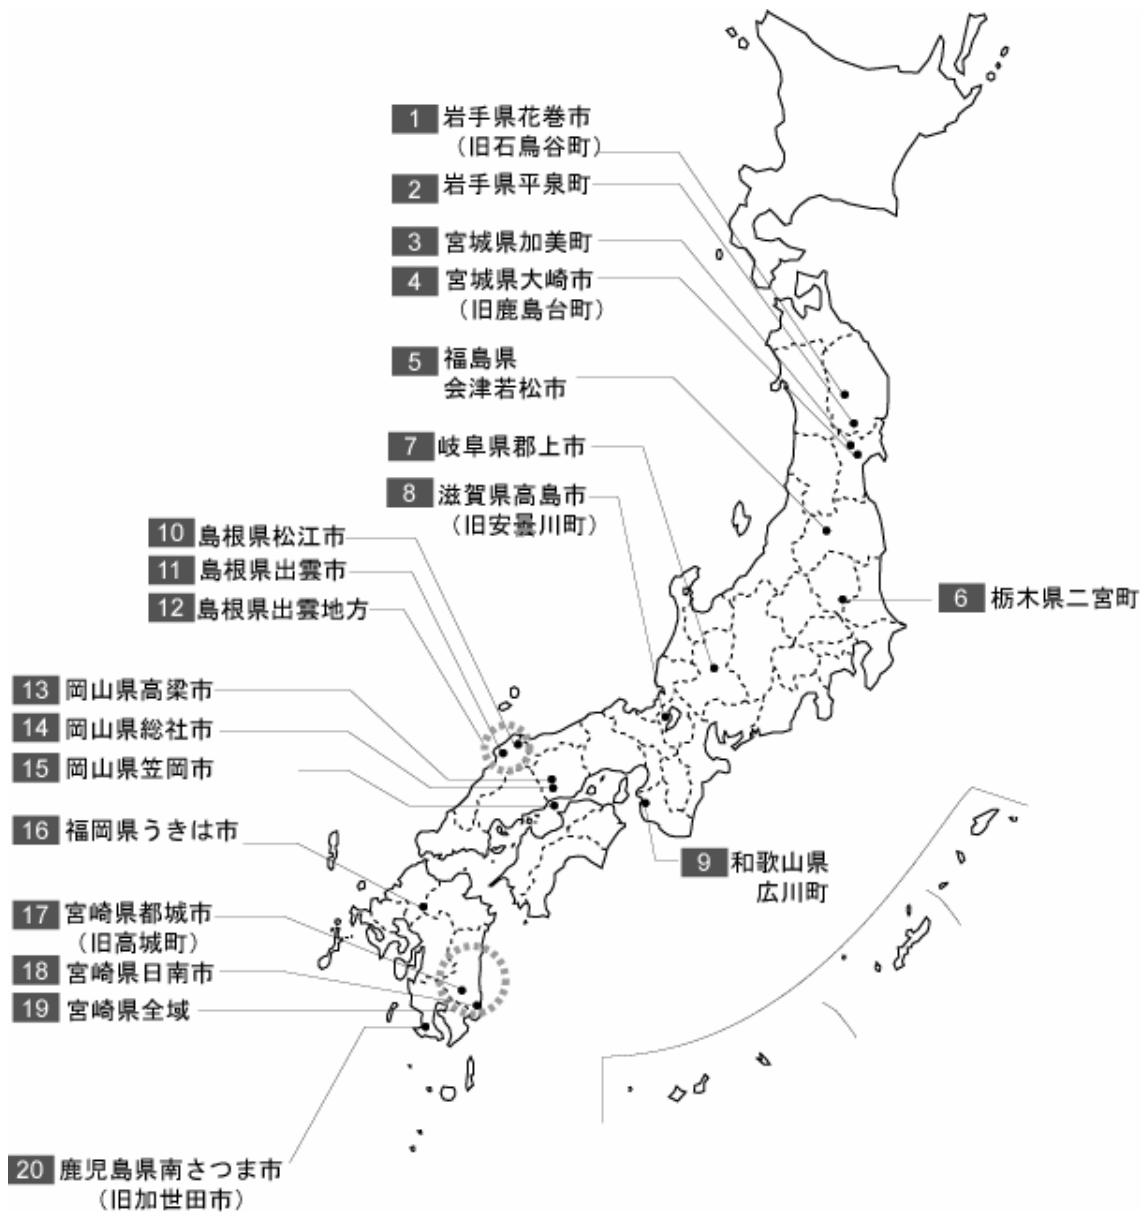 1 岩手県花巻市
（旧石鳥谷町）
2 岩手県平泉町
3 宮城県加美町
4 宮城県大崎市
（旧鹿島台町）
5 福島県
会津若松市
7 岐阜県郡上市
8 滋賀県高島市
（旧安曇川町）
10 島根県松江市
11 島根県出雲市
12 島根県出雲地方
6 栃木県二宮町
13 岡山県高梁市
14 岡山県総社市
15 岡山県笠岡市
16 福岡県うきは市
9 和歌山県
広川町
17 宮崎県都城市
（旧高城町）
18 宮崎県日南市
19 宮崎県全域
20 鹿児島県南さつま市
（旧加世田市）